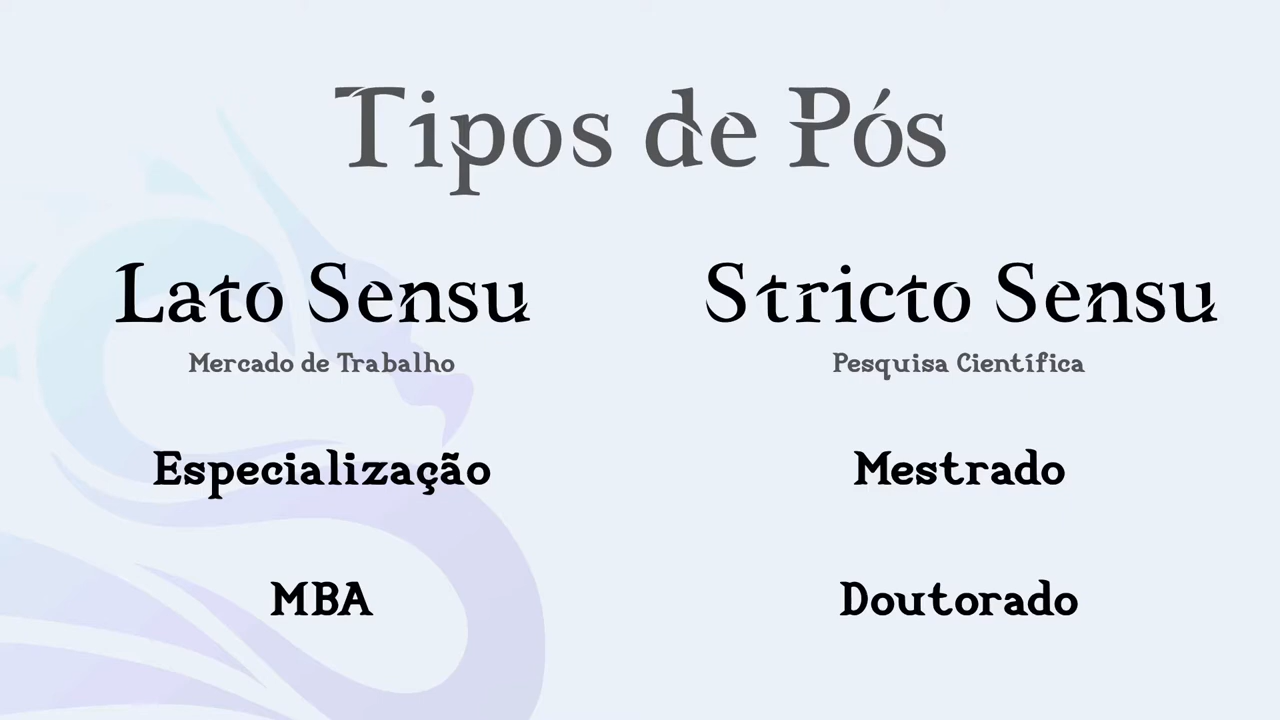 Tipos de Pós
Lato Sensu
Mercado de Trabalho
Especialização
MBA
Stricto Sensu
Pesquisa Científica
Mestrado
Doutorado